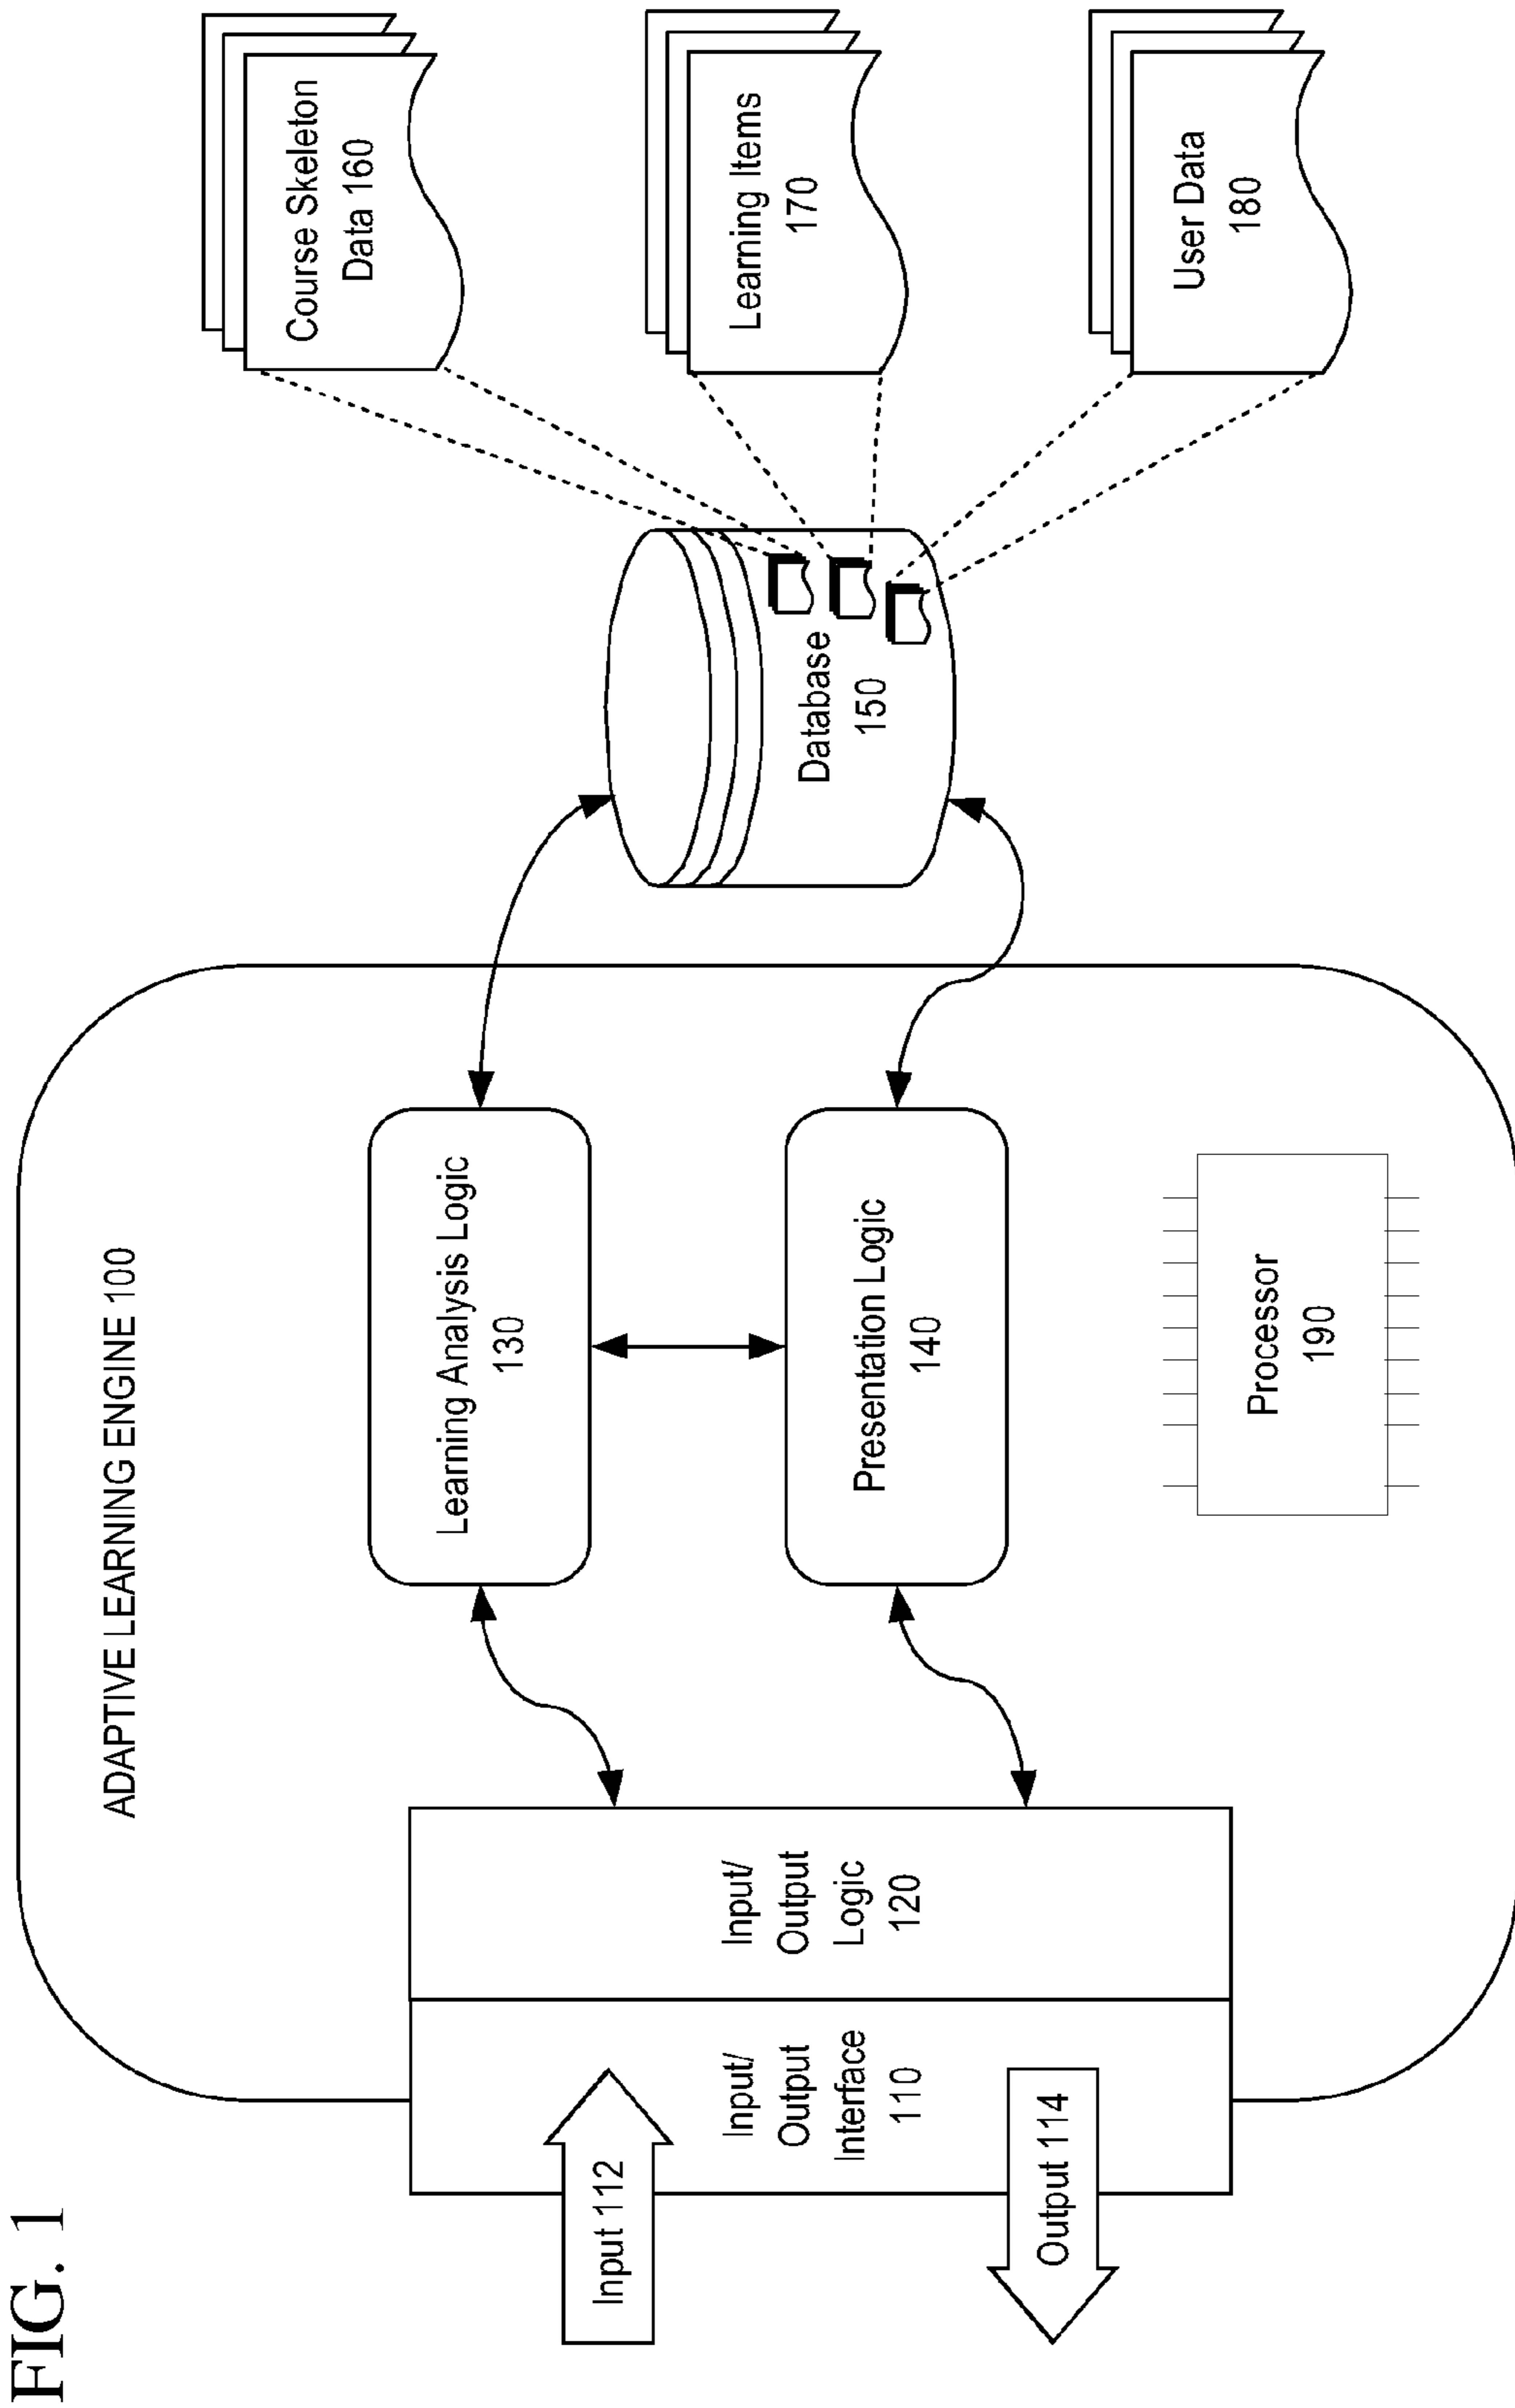 FIG. 1
ADAPTIVE LEARNING ENGINE 100
Input 112
Output 114
Input/
Output
Interface
110
Input/
Output
Logic
120
Learning Analysis Logic
130
Presentation Logic
140
Processor
190
Database
150
Course Skeleton
Data 160
Learning Items
170
User Data
180